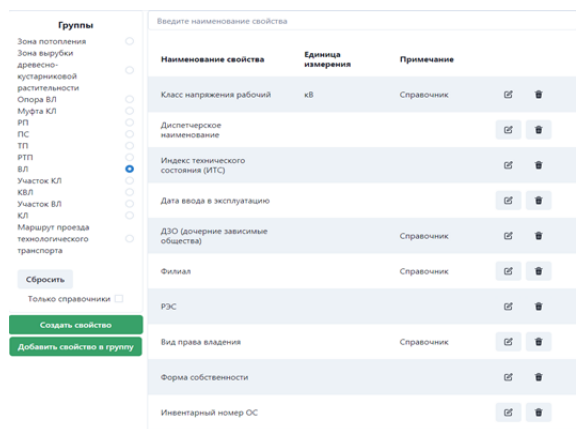 Группы
Зона потопления
Зона вырубки
древесно-
кустарниковой
растительности
Опора ВЛ
Муфта КЛ
РП
ПС
ТП
РТП
ВЛ
Участок КЛ
КВЛ
Участок ВЛ
КЛ
Маршрут проезда
технологического
транспорта
Сбросить
Только справочники
Создать свойство
Добавить свойство в группу
Введите наименование свойства
Наименование свойства
Единица
измерения
Примечание
Класс напряжения рабочий
кВ
Справочник
Диспетчерское
наименование
Индекс технического
состояния (ИТС)
Дата ввода в эксплуатацию
ДЗО (дочерние зависимые
общества)
Справочник
Филиал
Справочник
РЭС
Вид права владения
Справочник
Форма собственности
Инвентарный номер ОС